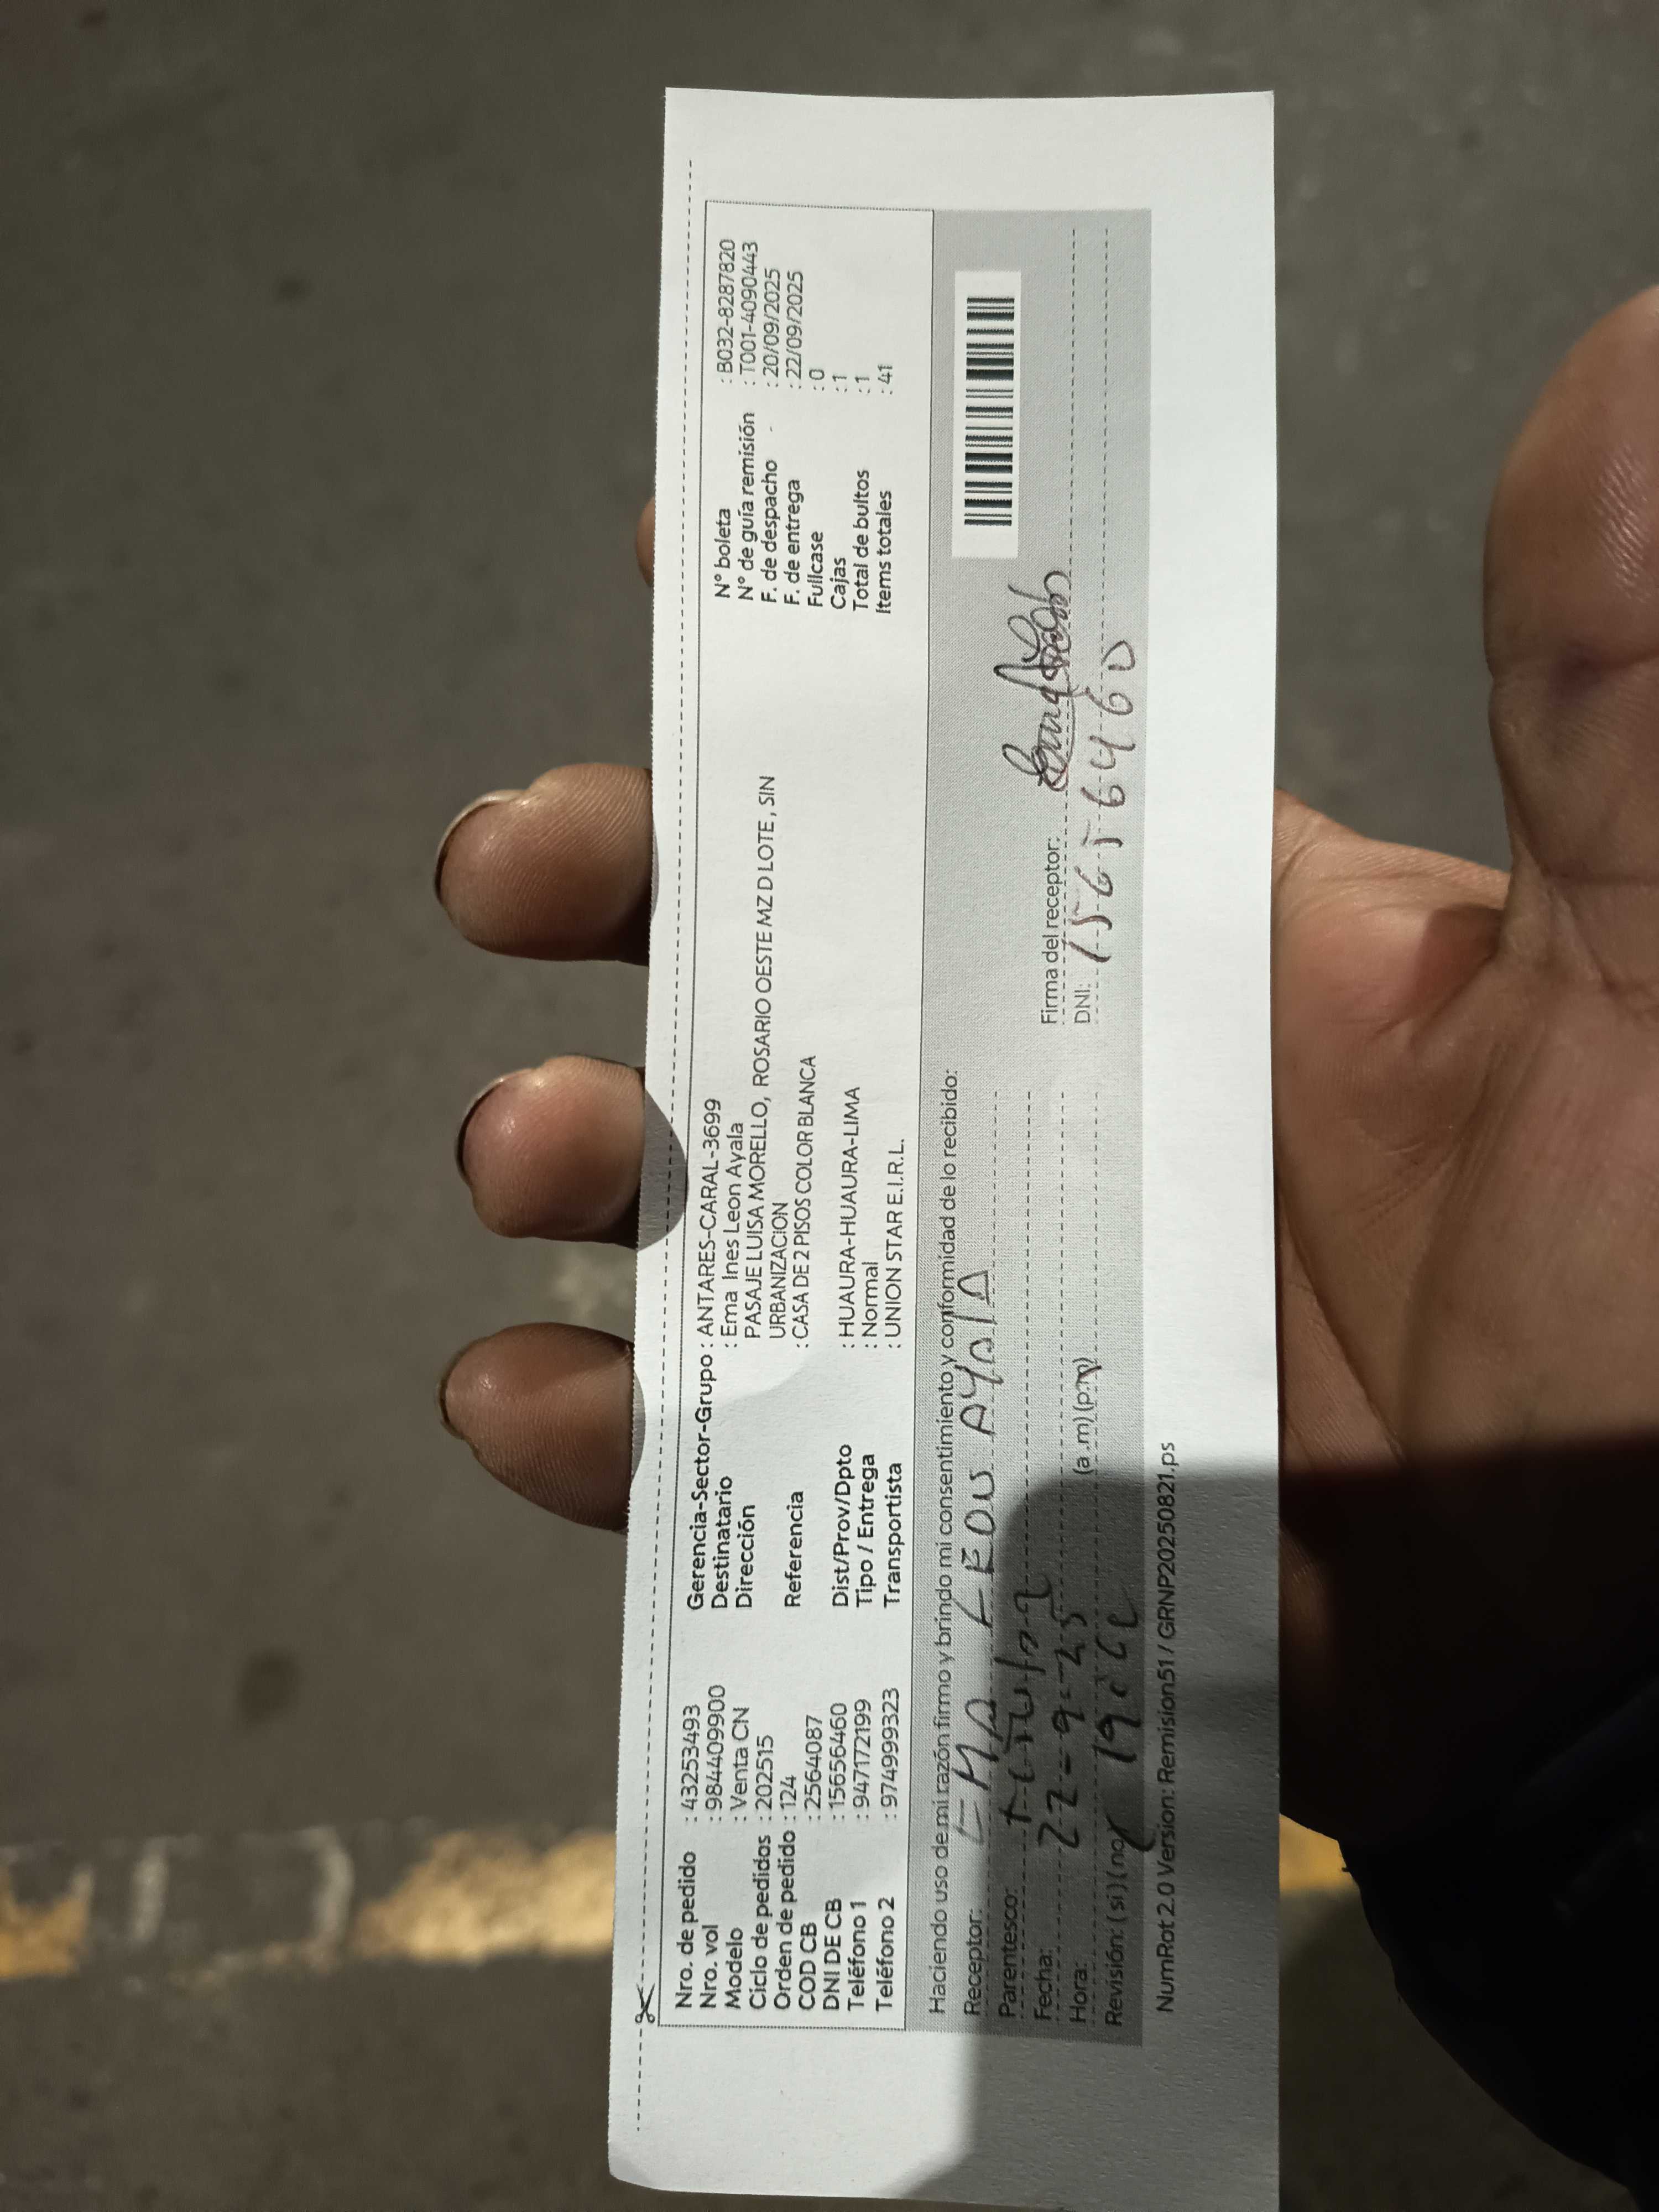 Nro. de pedido : 43253493
Nro. vol : 984409900
Modelo : Venta CN
Ciclo de pedidos : 202515
Orden de pedido : 124
COD CB : 2564087
DNI DE CB : 15656460
Teléfono 1 : 947172199
Teléfono 2 : 974999323
Gerencia-Sector-Grupo : ANTARES-CARAL-3699
Destinatario : Ema Ines Leon Ayala
Dirección PASAJE LUISA MORELLO, ROSARIO OESTE MZ D LOTE , SIN
URBANIZACION
Referencia : CASA DE 2 PISOS COLOR BLANCA
Dist/Prov/Dpto : HUAURA-HUAURA-LIMA
Tipo / Entrega : Normal
Transportista : UNION STAR E.I.R.L.
N° boleta : B032-8287820
N° de guía remisión : T001-4090443
F. de despacho : 20/09/2025
F. de entrega : 22/09/2025
Fullcase : 0
Cajas : 1
Total de bultos : 1
Items totales : 41
Haciendo uso de mi razón firmo y brindo mi consentimiento y conformidad de lo recibido:
Receptor: EMA LEON AYALA
Parentesco: titular
Fecha: 22-9-25
Hora: (a.m) (p.m)
Revisión: (si) (no)
Firma del receptor:
DNI: 15656460
NumRot 2.0 Version: Remision51 / GRNP20250821.ps